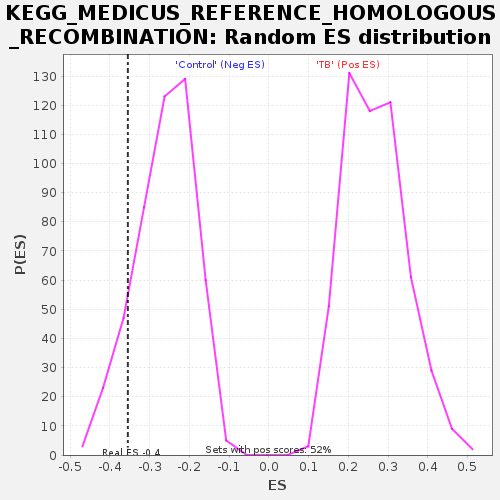 KEGG_MEDICUS_REFERENCE_HOMOLOGOUS
_RECOMBINATION: Random ES distribution
'Control' (Neg ES)
'TB' (Pos ES)
130
120
110
100
90
80
70
60
50
40
30
20
10
0
P(ES)
Real ES -0.4
Sets with pos scores: 52%
-0.5 -0.4 -0.3 -0.2 -0.1 0.0 0.1 0.2 0.3 0.4 0.5
ES